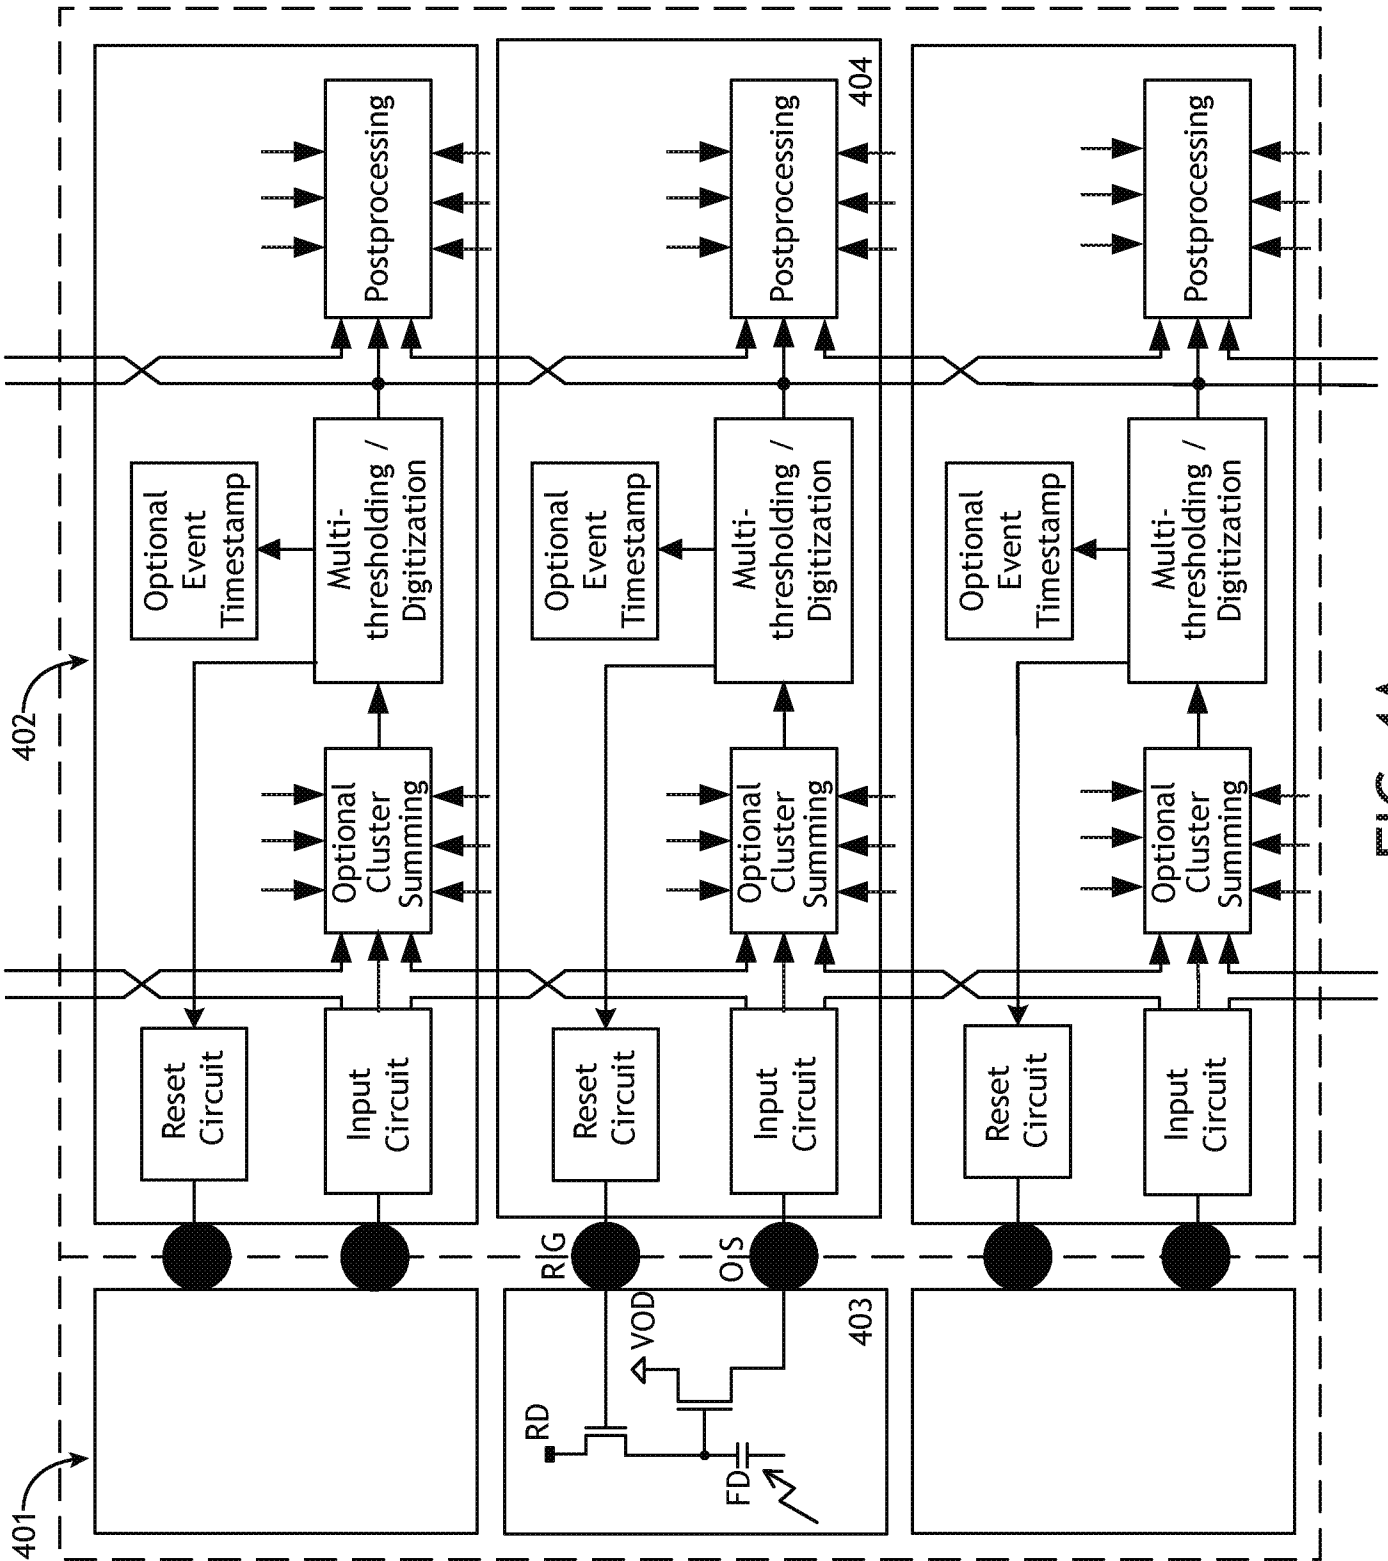 401
402
Reset
Circuit
Input
Circuit
Optional
Cluster
Summing
Optional
Event
Timestamp
Multi-
thresholding /
Digitization
Postprocessing
RD
FD
VOD
403
RG
OS
Reset
Circuit
Input
Circuit
Optional
Cluster
Summing
Optional
Event
Timestamp
Multi-
thresholding /
Digitization
Postprocessing
404
Reset
Circuit
Input
Circuit
Optional
Cluster
Summing
Optional
Event
Timestamp
Multi-
thresholding /
Digitization
Postprocessing